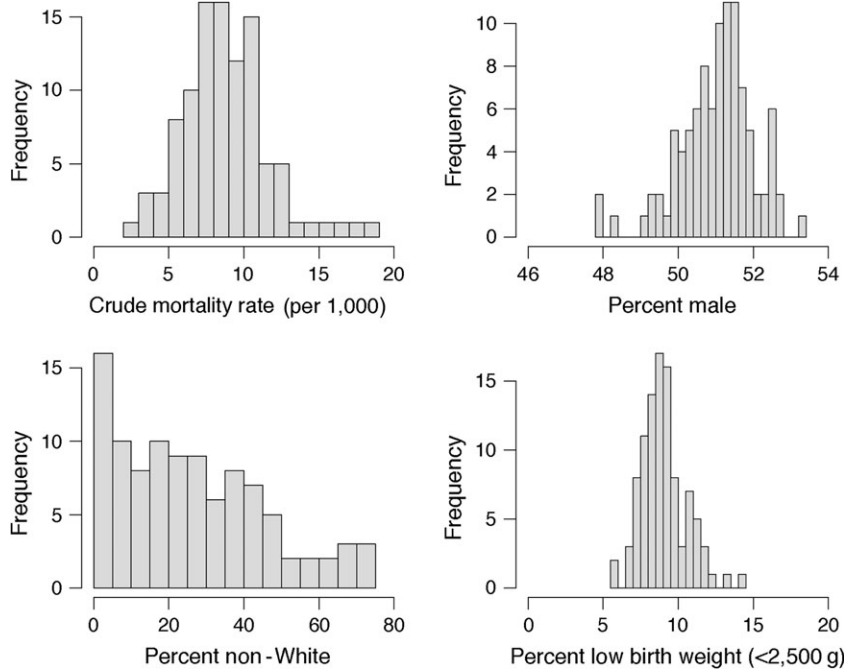 15
10
5
0
Frequency
0 5 10 15 20
Crude mortality rate (per 1,000)
10
8
6
4
2
0
Frequency
46 48 50 52 54
Percent male
15
10
5
0
Frequency
0 20 40 60 80
Percent non-White
15
10
5
0
Frequency
0 5 10 15 20
Percent low birth weight (<2,500 g)